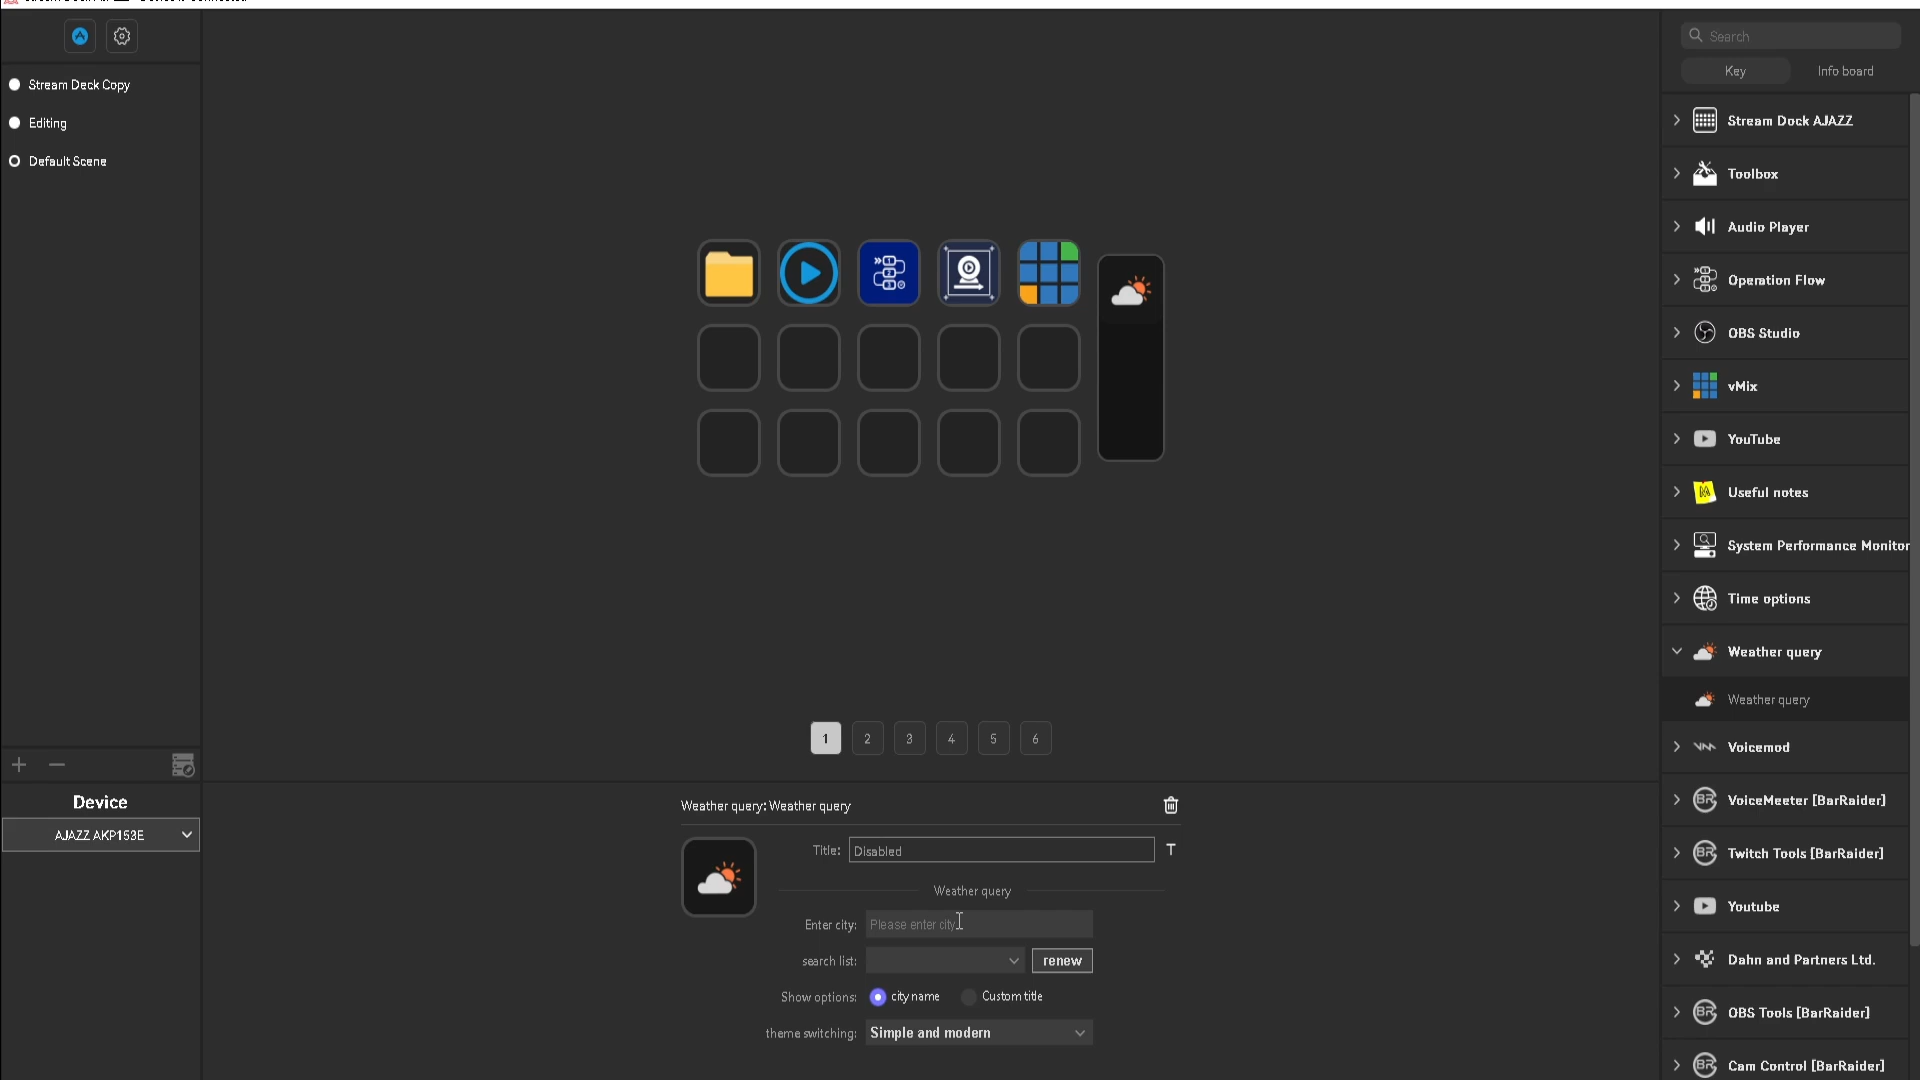 Search
Key
Info board
Stream Deck Copy
Editing
Default Scene
Stream Dock AJAZZ
Toolbox
Audio Player
Operation Flow
OBS Studio
vMix
YouTube
Useful notes
System Performance Monitor
Time options
Weather query
Weather query
Voicemod
VoiceMeeter [BarRaider]
Twitch Tools [BarRaider]
Youtube
Dahn and Partners Ltd.
OBS Tools [BarRaider]
Cam Control [BarRaider]
1 2 3 4 5 6
Device
AJAZZ AKP153E
Weather query: Weather query
Title: Disabled T
Weather query
Enter city: Please enter city
search list: renew
Show options: city name Custom title
theme switching: Simple and modern